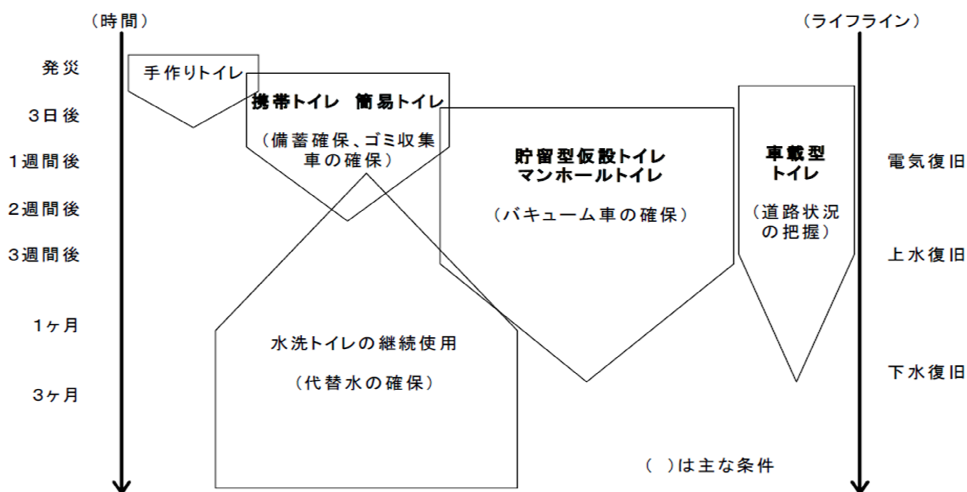 （時間）
（ライフライン）
発災
3日後
1週間後
2週間後
3週間後
1ヶ月
3ヶ月
手作りトイレ
携帯トイレ　簡易トイレ
（備蓄確保、ゴミ収集
車の確保）
貯留型仮設トイレ
マンホールトイレ
（バキューム車の確保）
車載型
トイレ
（道路状況
の把握）
水洗トイレの継続使用
（代替水の確保）
電気復旧
上水復旧
下水復旧
（　）は主な条件